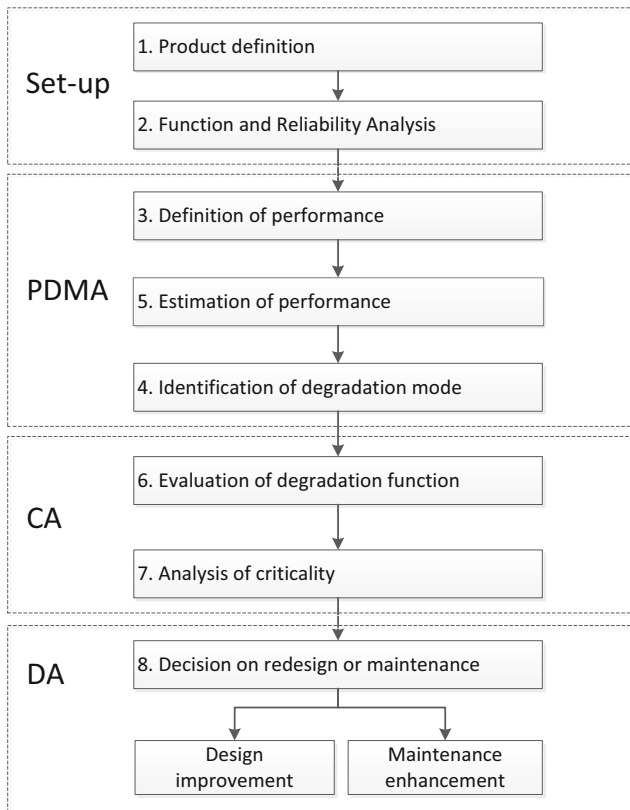 Set-up
1. Product definition
2. Function and Reliability Analysis
PDMA
3. Definition of performance
5. Estimation of performance
4. Identification of degradation mode
CA
6. Evaluation of degradation function
7. Analysis of criticality
DA
8. Decision on redesign or maintenance
Design
improvement
Maintenance
enhancement